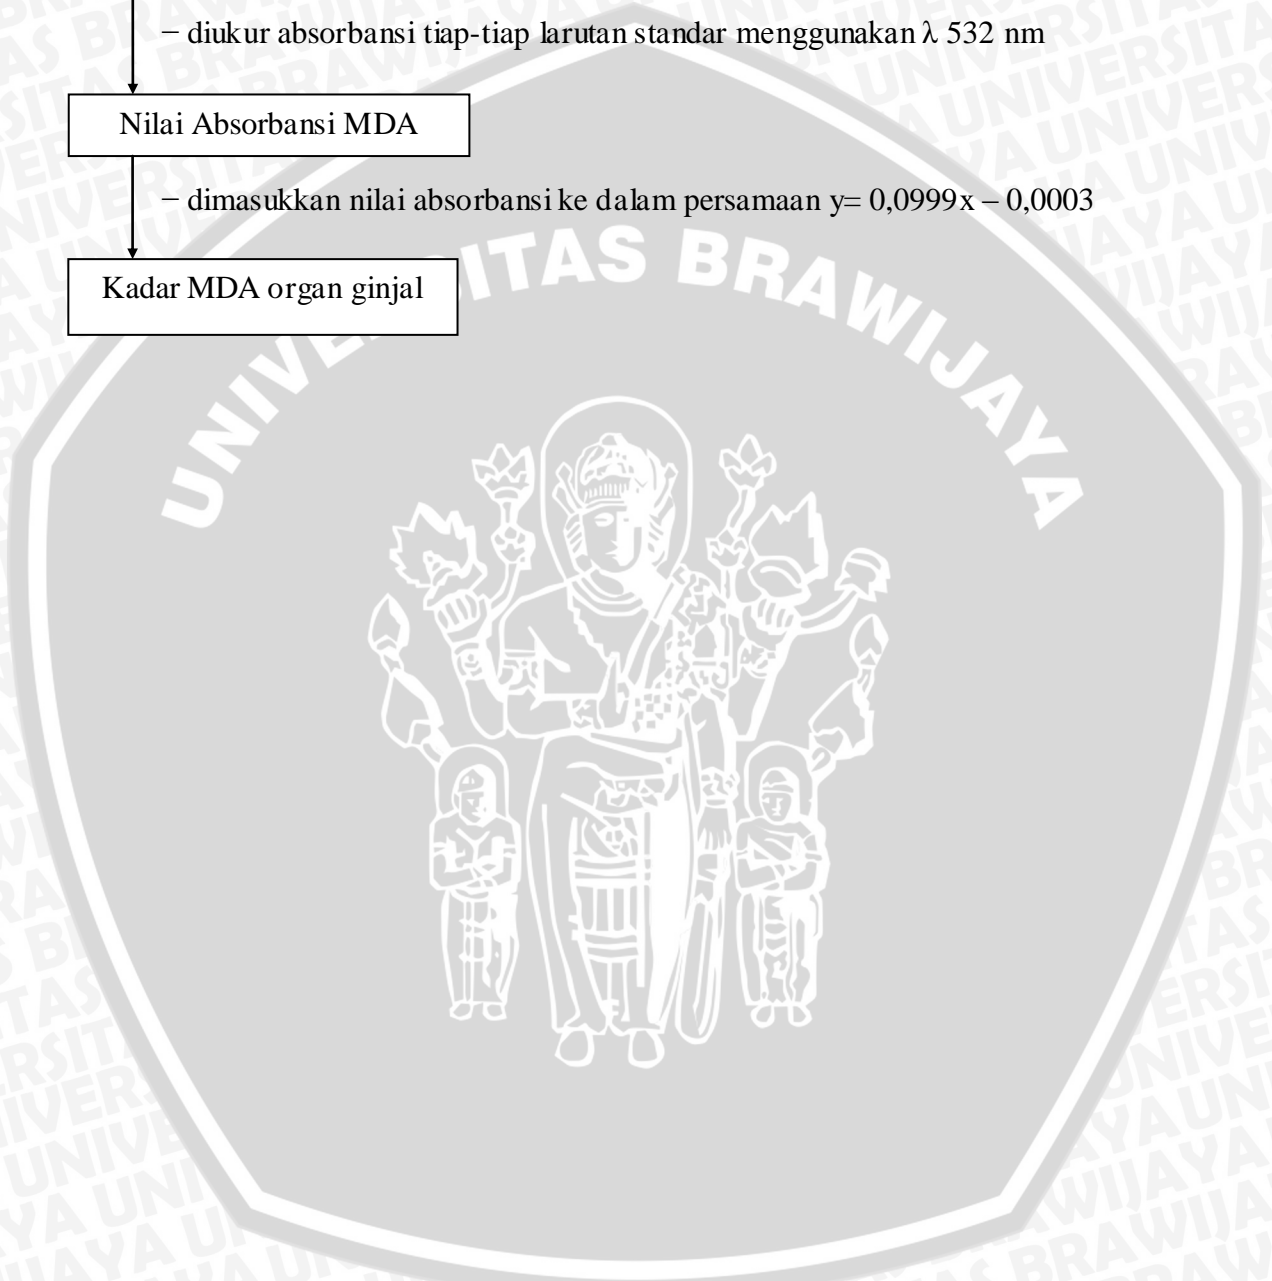 − diukur absorbansi tiap-tiap larutan standar menggunakan λ 532 nm
Nilai Absorbansi MDA
− dimasukkan nilai absorbansi ke dalam persamaan y= 0,0999x – 0,0003
Kadar MDA organ ginjal
UNIVERSITAS BRAWIJAYA